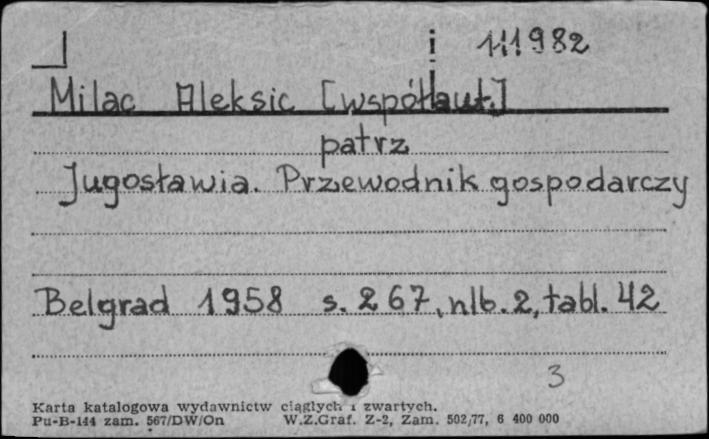 111982
Milac Aleksic [współaut.]
patrz
Jugosławia. Przewodnik gospodarczy
Belgrad 1958 s. 267, nlb. 2, tabl. 42
3
Karta katalogowa wydawnictw ciągłych i zwartych.
Pu-B-144 zam. 567/DW/On W.Z.Graf. Z-2, Zam. 502/77, 6 400 000